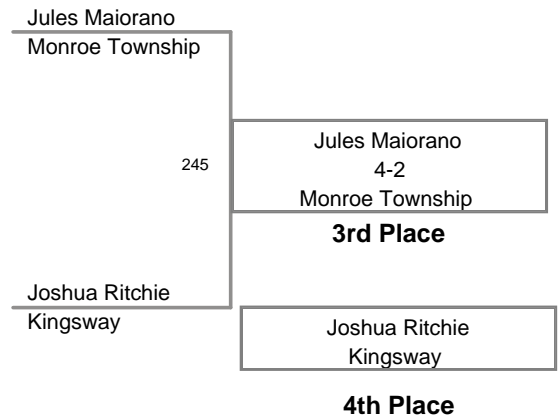 Jules Maiorano
Monroe Township
245
Jules Maiorano
4-2
Monroe Township
3rd Place
Joshua Ritchie
Kingsway
Joshua Ritchie
Kingsway
4th Place